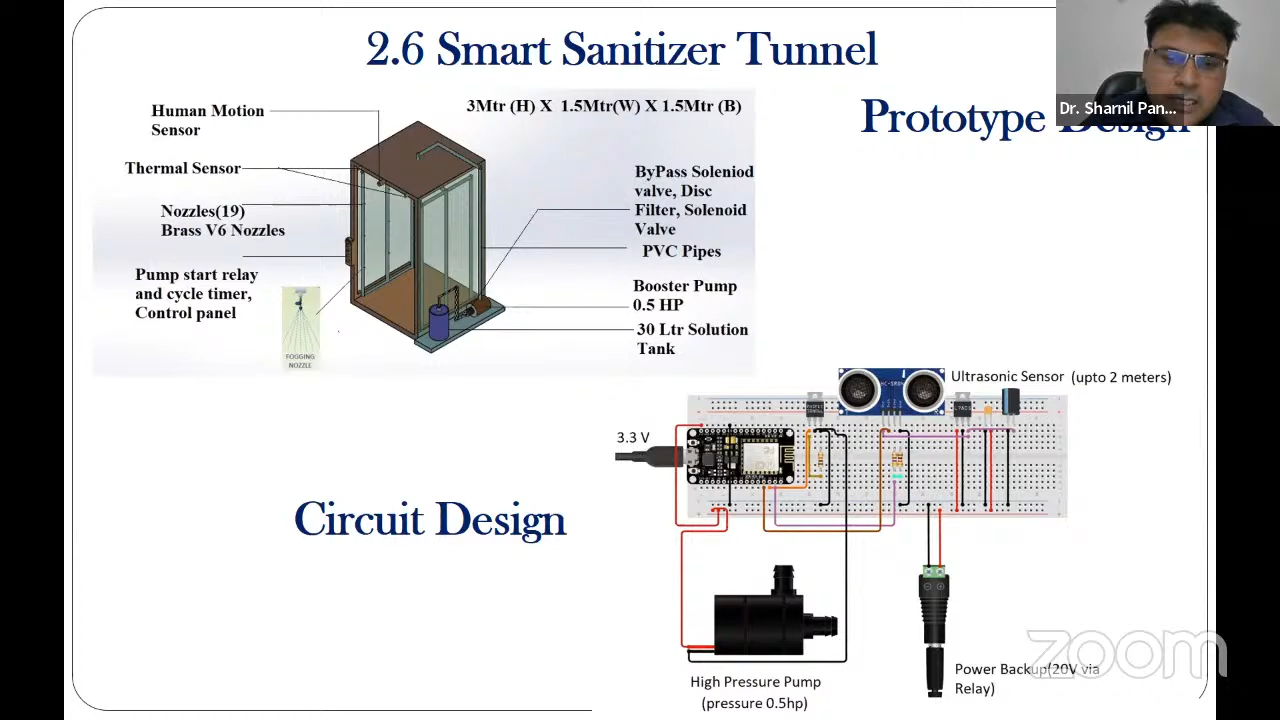 2.6 Smart Sanitizer Tunnel
Dr. Sharnil Pan...
Prototype Design
3Mtr (H) X 1.5Mtr(W) X 1.5Mtr (B)
Human Motion
Sensor
Thermal Sensor
Nozzles(19)
Brass V6 Nozzles
Pump start relay
and cycle timer,
Control panel
FOGGING
NOZZLE
ByPass Soleniod
valve, Disc
Filter, Solenoid
Valve
PVC Pipes
Booster Pump
0.5 HP
30 Ltr Solution
Tank
Ultrasonic Sensor (upto 2 meters)
3.3 V
Circuit Design
High Pressure Pump
(pressure 0.5hp)
Power Backup(20V via
Relay)
zoom